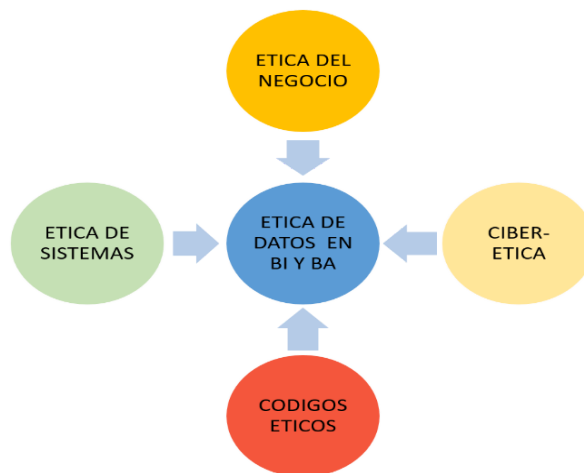 ETICA DEL
NEGOCIO
ETICA DE
SISTEMAS
ETICA DE
DATOS EN
BI Y BA
CIBER-
ETICA
CODIGOS
ETICOS